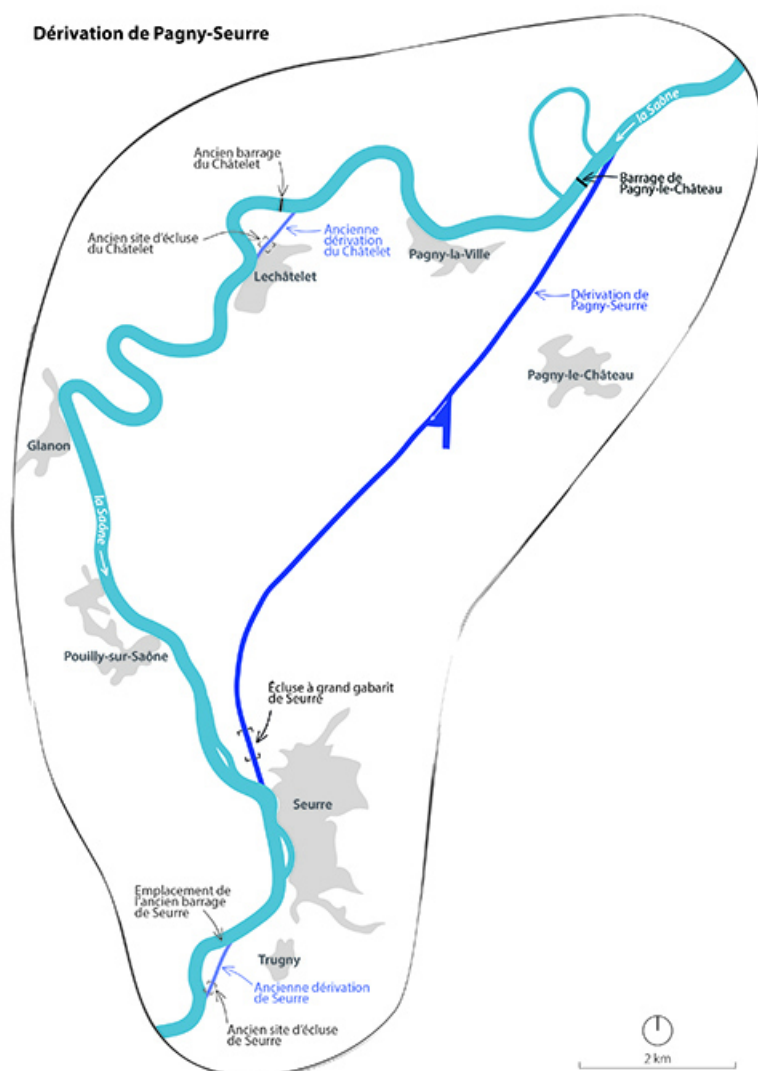 Dérivation de Pagny-Seurre
la Saône
Barrage de
Pagny-le-Château
Ancien barrage
du Châtelet
Ancien site d'écluse
du Châtelet
Ancienne
dérivation
du Châtelet
Lechâtelet
Pagny-la-Ville
Dérivation de
Pagny-Seurre
Pagny-le-Château
Glanon
la Saône
Pouilly-sur-Saône
Écluse à grand gabarit
de Seurre
Seurre
Emplacement de
l'ancien barrage
de Seurre
Trugny
Ancienne dérivation
de Seurre
Ancien site d'écluse
de Seurre
2 km